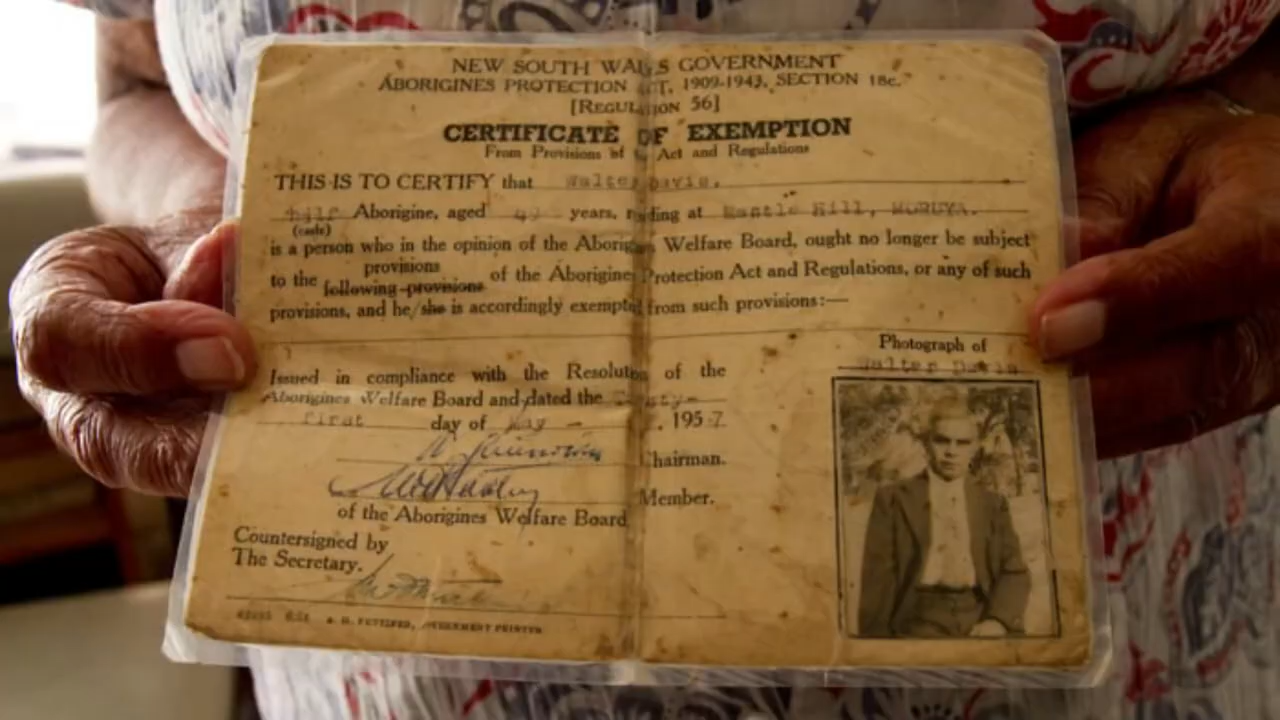 NEW SOUTH WALES GOVERNMENT
ABORIGINES PROTECTION ACT, 1909-1943, SECTION 18c.
[REGULATION 56]
CERTIFICATE OF EXEMPTION
From Provisions of Act and Regulations
THIS IS TO CERTIFY that Walter Davis.
half Aborigine, aged years, residing at Hill, MORUYA.
(caste)
is a person who in the opinion of the Aborigines Welfare Board, ought no longer be subject
provisions
to the following provisions of the Aborigines Protection Act and Regulations, or any of such
provisions, and he/she is accordingly exempted from such provisions:—
Photograph of
Walter Davis
Issued in compliance with the Resolution of the
Aborigines Welfare Board and dated the Twenty-
first day of May 1957
Chairman.
Member.
of the Aborigines Welfare Board
Countersigned by
The Secretary.
A. H. PETTIFER, GOVERNMENT PRINTER